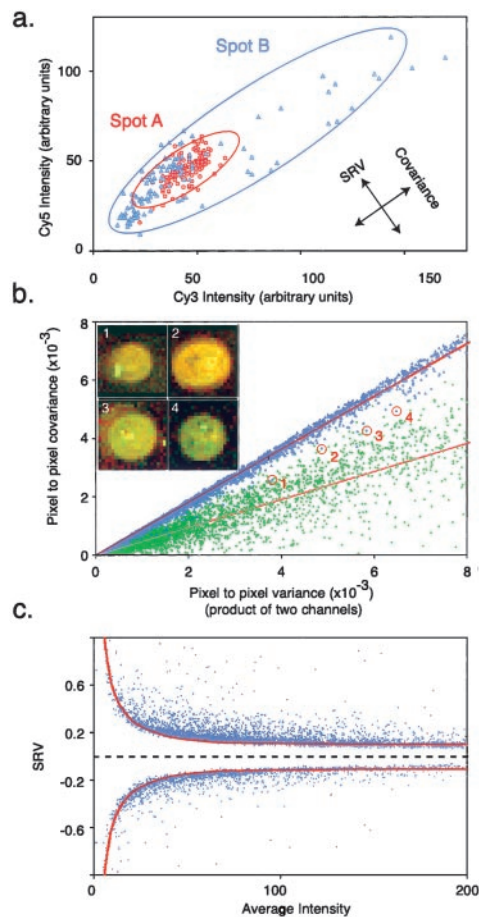 a.
Spot B
Spot A
SRV
Covariance
Cy5 Intensity (arbitrary units)
100
50
0
0
50
100
150
Cy3 Intensity (arbitrary units)
b.
Pixel to pixel covariance (x10-3)
8
6
4
2
0
1
2
3
4
1
2
3
4
0
2
4
6
8
Pixel to pixel variance (x10-3)
(product of two channels)
c.
SRV
0.6
0.2
-0.2
-0.6
0
100
200
Average Intensity